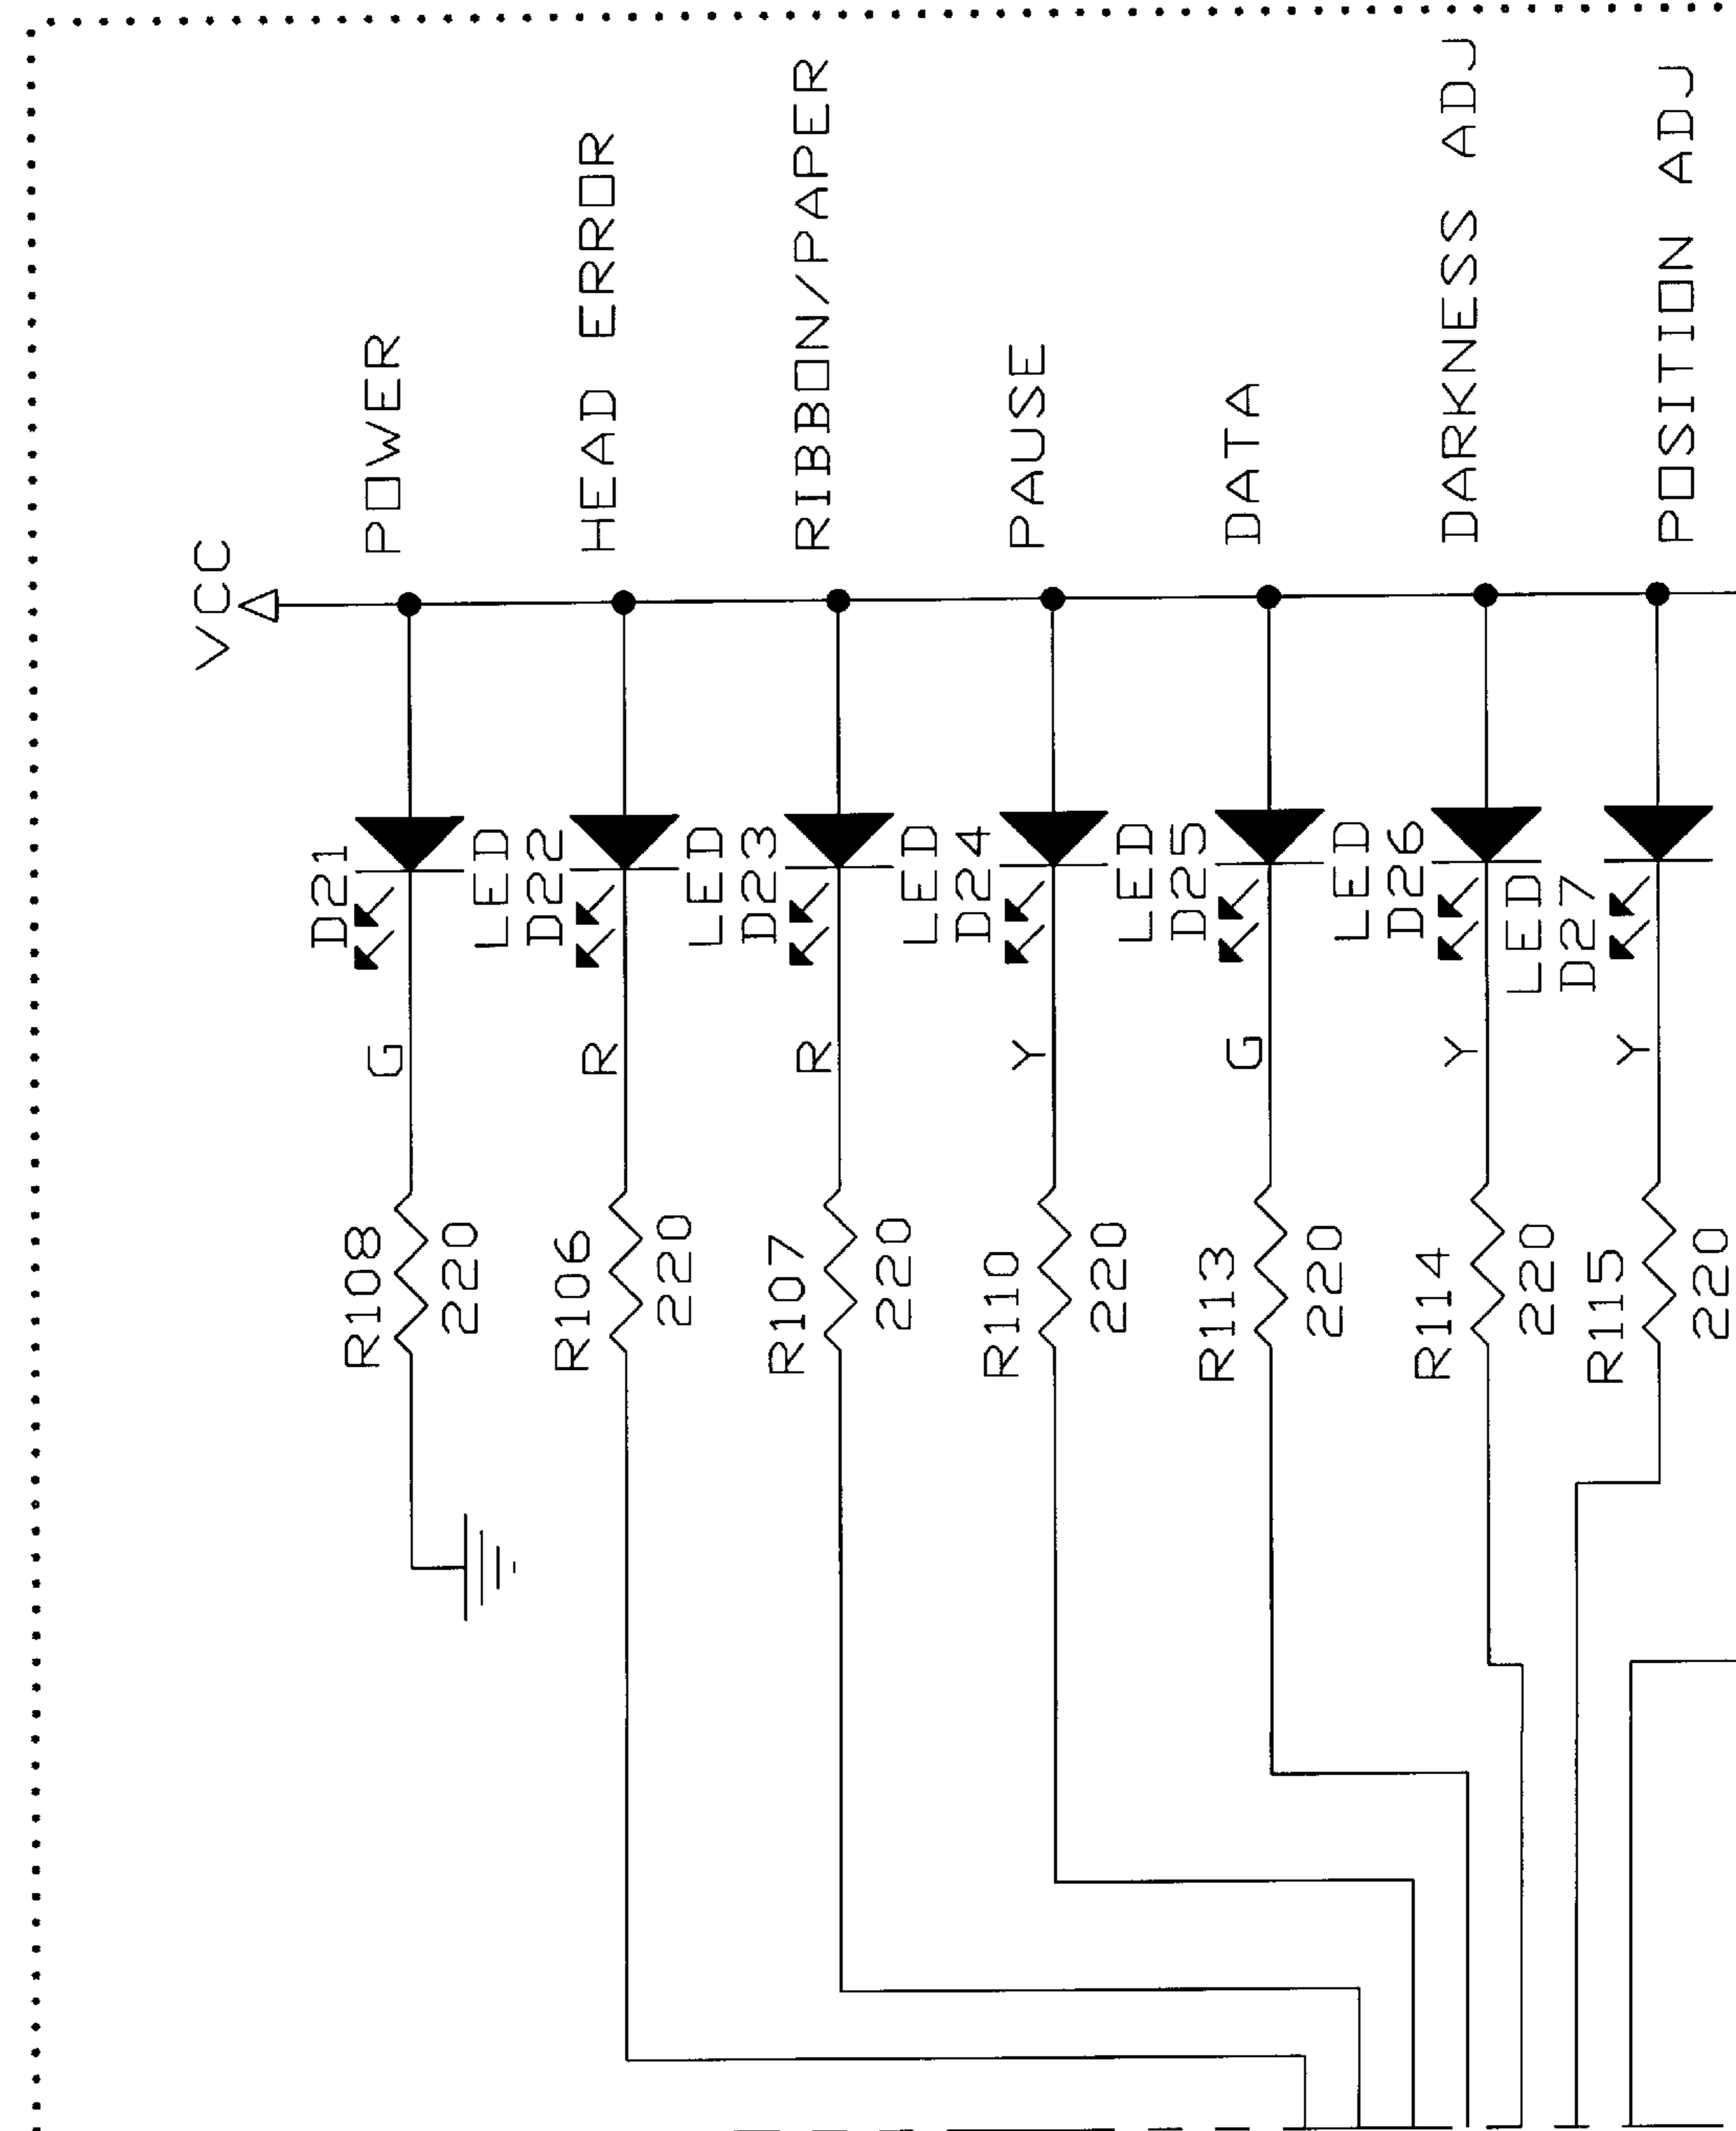 VCC
POWER
HEAD ERROR
RIBBON/PAPER
PAUSE
DATA
DARKNESS ADJ
POSITION ADJ
D21
LED
D22
LED
D23
LED
D24
LED
D25
LED
D26
LED
D27
G
R
R
Y
G
Y
Y
R108
220
R106
220
R107
220
R110
220
R113
220
R114
220
R115
220